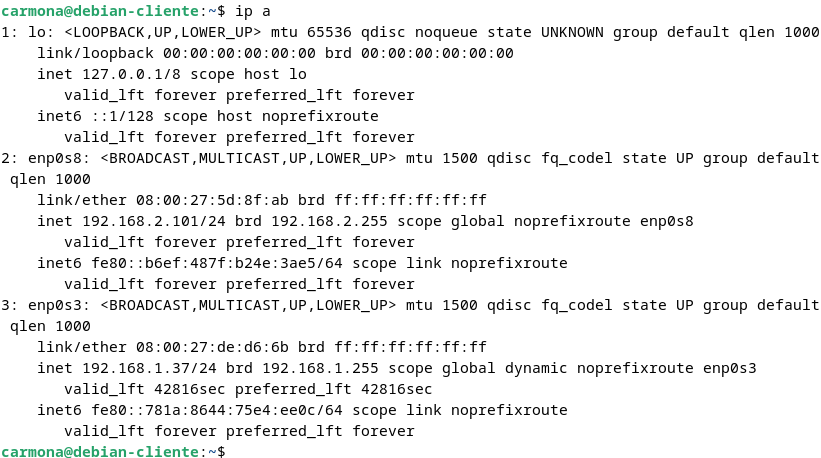 carmona@debian-cliente:~$ ip a
1: lo: <LOOPBACK,UP,LOWER_UP> mtu 65536 qdisc noqueue state UNKNOWN group default qlen 1000
    link/loopback 00:00:00:00:00:00 brd 00:00:00:00:00:00
    inet 127.0.0.1/8 scope host lo
       valid_lft forever preferred_lft forever
    inet6 ::1/128 scope host noprefixroute
       valid_lft forever preferred_lft forever
2: enp0s8: <BROADCAST,MULTICAST,UP,LOWER_UP> mtu 1500 qdisc fq_codel state UP group default
 qlen 1000
    link/ether 08:00:27:5d:8f:ab brd ff:ff:ff:ff:ff:ff
    inet 192.168.2.101/24 brd 192.168.2.255 scope global noprefixroute enp0s8
       valid_lft forever preferred_lft forever
    inet6 fe80::b6ef:487f:b24e:3ae5/64 scope link noprefixroute
       valid_lft forever preferred_lft forever
3: enp0s3: <BROADCAST,MULTICAST,UP,LOWER_UP> mtu 1500 qdisc fq_codel state UP group default
 qlen 1000
    link/ether 08:00:27:de:d6:6b brd ff:ff:ff:ff:ff:ff
    inet 192.168.1.37/24 brd 192.168.1.255 scope global dynamic noprefixroute enp0s3
       valid_lft 42816sec preferred_lft 42816sec
    inet6 fe80::781a:8644:75e4:ee0c/64 scope link noprefixroute
       valid_lft forever preferred_lft forever
carmona@debian-cliente:~$